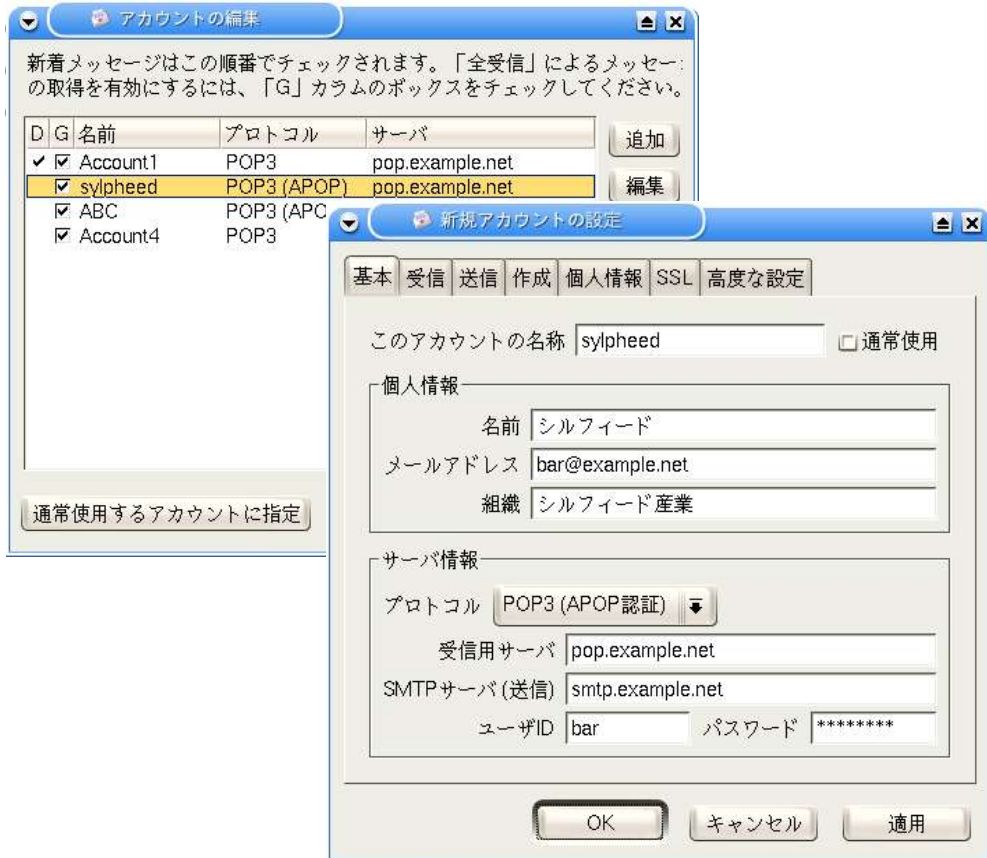 アカウントの編集
新着メッセージはこの順番でチェックされます。「全受信」によるメッセー
の取得を有効にするには、「G」カラムのボックスをチェックしてください。
D G 名前 プロトコル サーバ
Account1 POP3 pop.example.net
sylpheed POP3 (APOP) pop.example.net
ABC POP3 (APO
Account4 POP3
追加
編集
通常使用するアカウントに指定
新規アカウントの設定
基本 受信 送信 作成 個人情報 SSL 高度な設定
このアカウントの名称 sylpheed 通常使用
個人情報
名前 シルフィード
メールアドレス bar@example.net
組織 シルフィード産業
サーバ情報
プロトコル POP3 (APOP認証)
受信用サーバ pop.example.net
SMTPサーバ(送信) smtp.example.net
ユーザID bar パスワード ********
OK キャンセル 適用